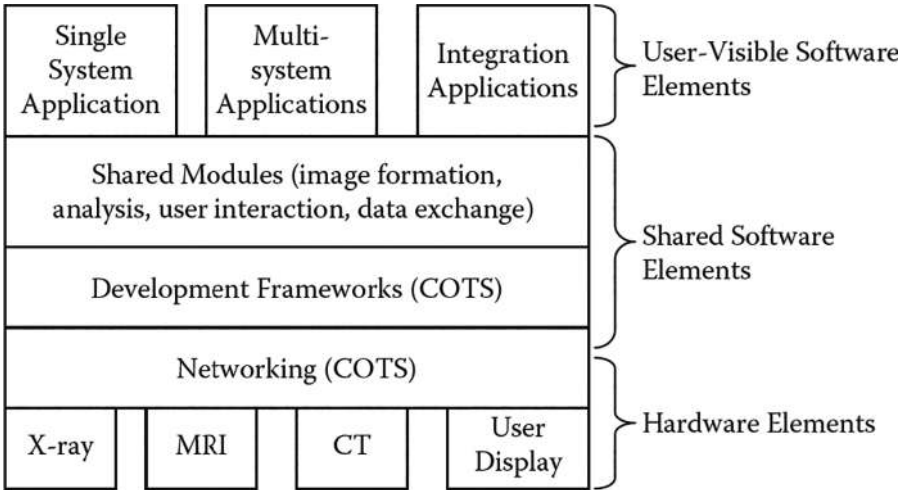 Single
System
Application
Multi-
system
Applications
Integration
Applications
User-Visible Software
Elements
Shared Modules (image formation,
analysis, user interaction, data exchange)
Development Frameworks (COTS)
Shared Software
Elements
Networking (COTS)
X-ray
MRI
CT
User
Display
Hardware Elements